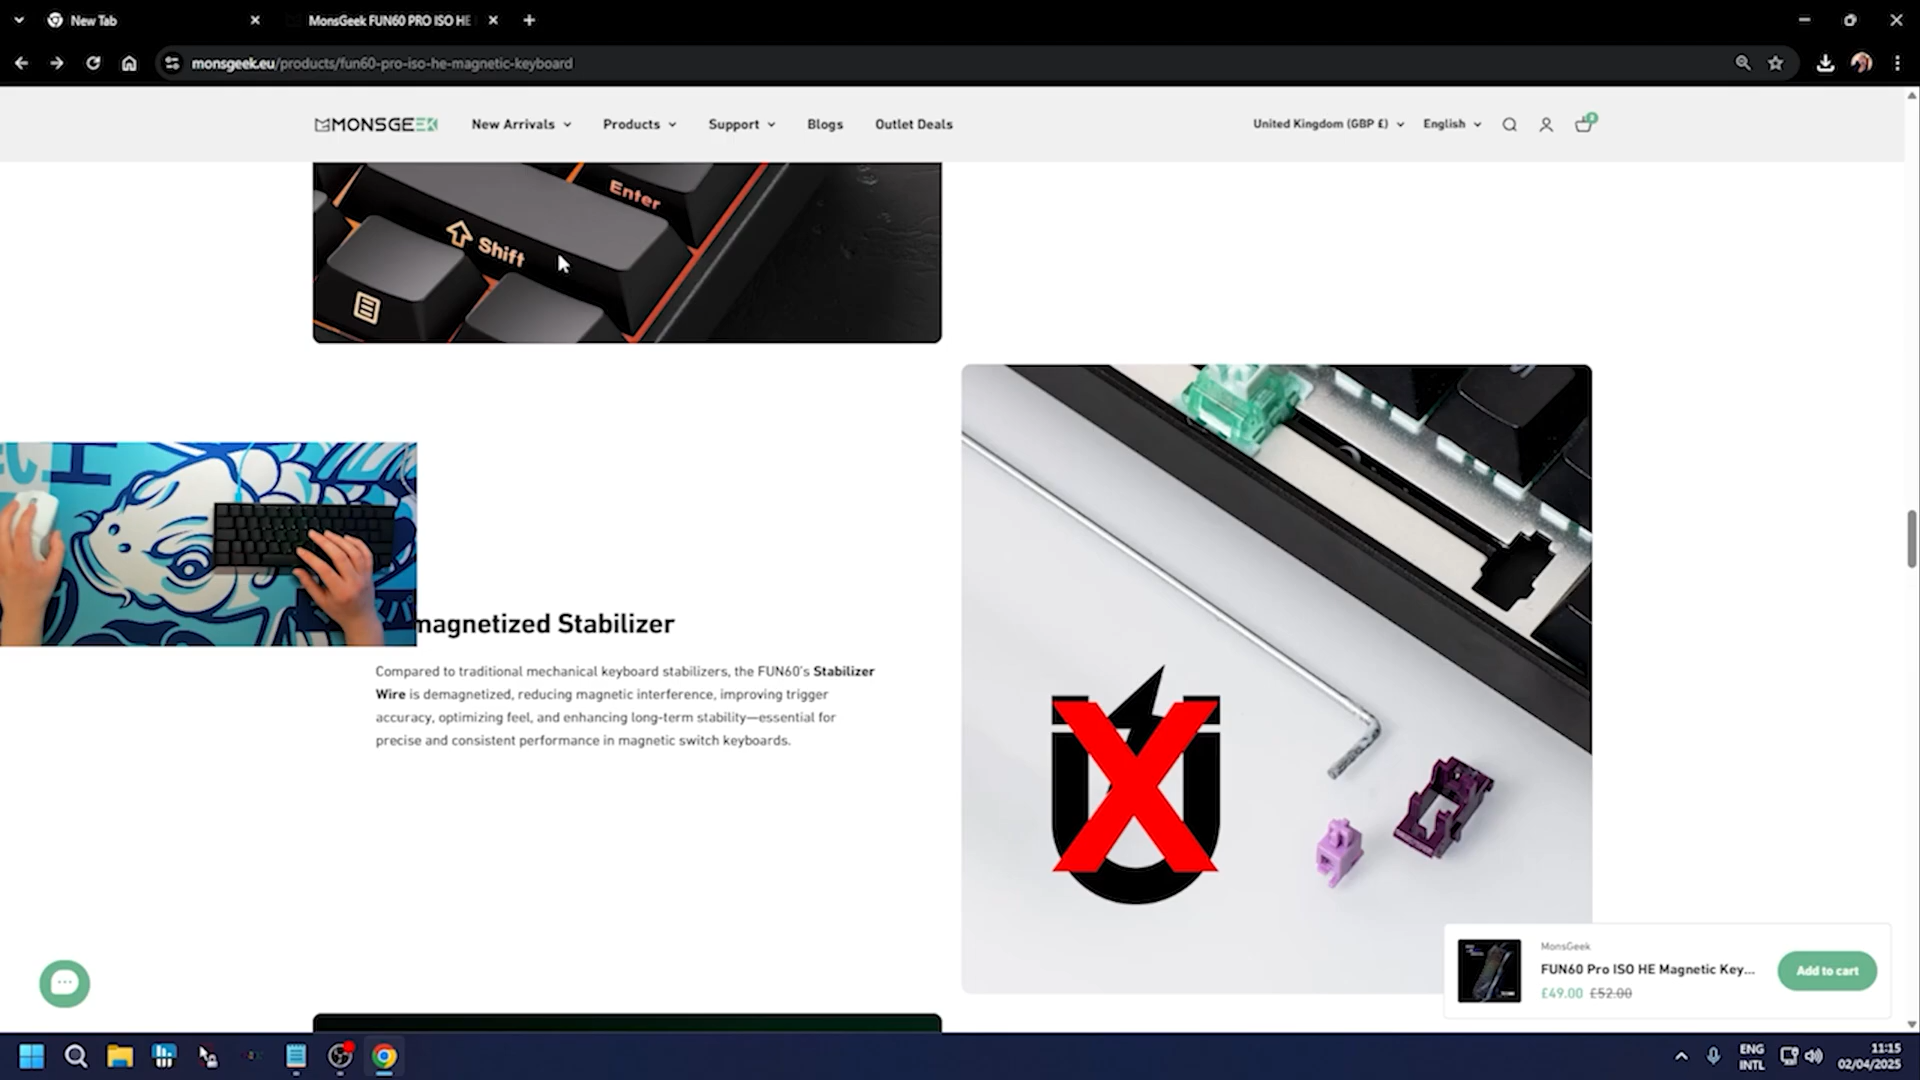 New Tab
MonsGeek FUN60 PRO ISO HE
monsgeek.eu/products/fun60-pro-iso-he-magnetic-keyboard
MONSGEEK
New Arrivals
Products
Support
Blogs
Outlet Deals
United Kingdom (GBP £)
English
0
Enter
Shift
magnetized Stabilizer
Compared to traditional mechanical keyboard stabilizers, the FUN60's Stabilizer
Wire is demagnetized, reducing magnetic interference, improving trigger
accuracy, optimizing feel, and enhancing long-term stability—essential for
precise and consistent performance in magnetic switch keyboards.
MonsGeek
FUN60 Pro ISO HE Magnetic Key...
£49.00 £52.00
Add to cart
ENG
INTL
11:15
02/04/2025